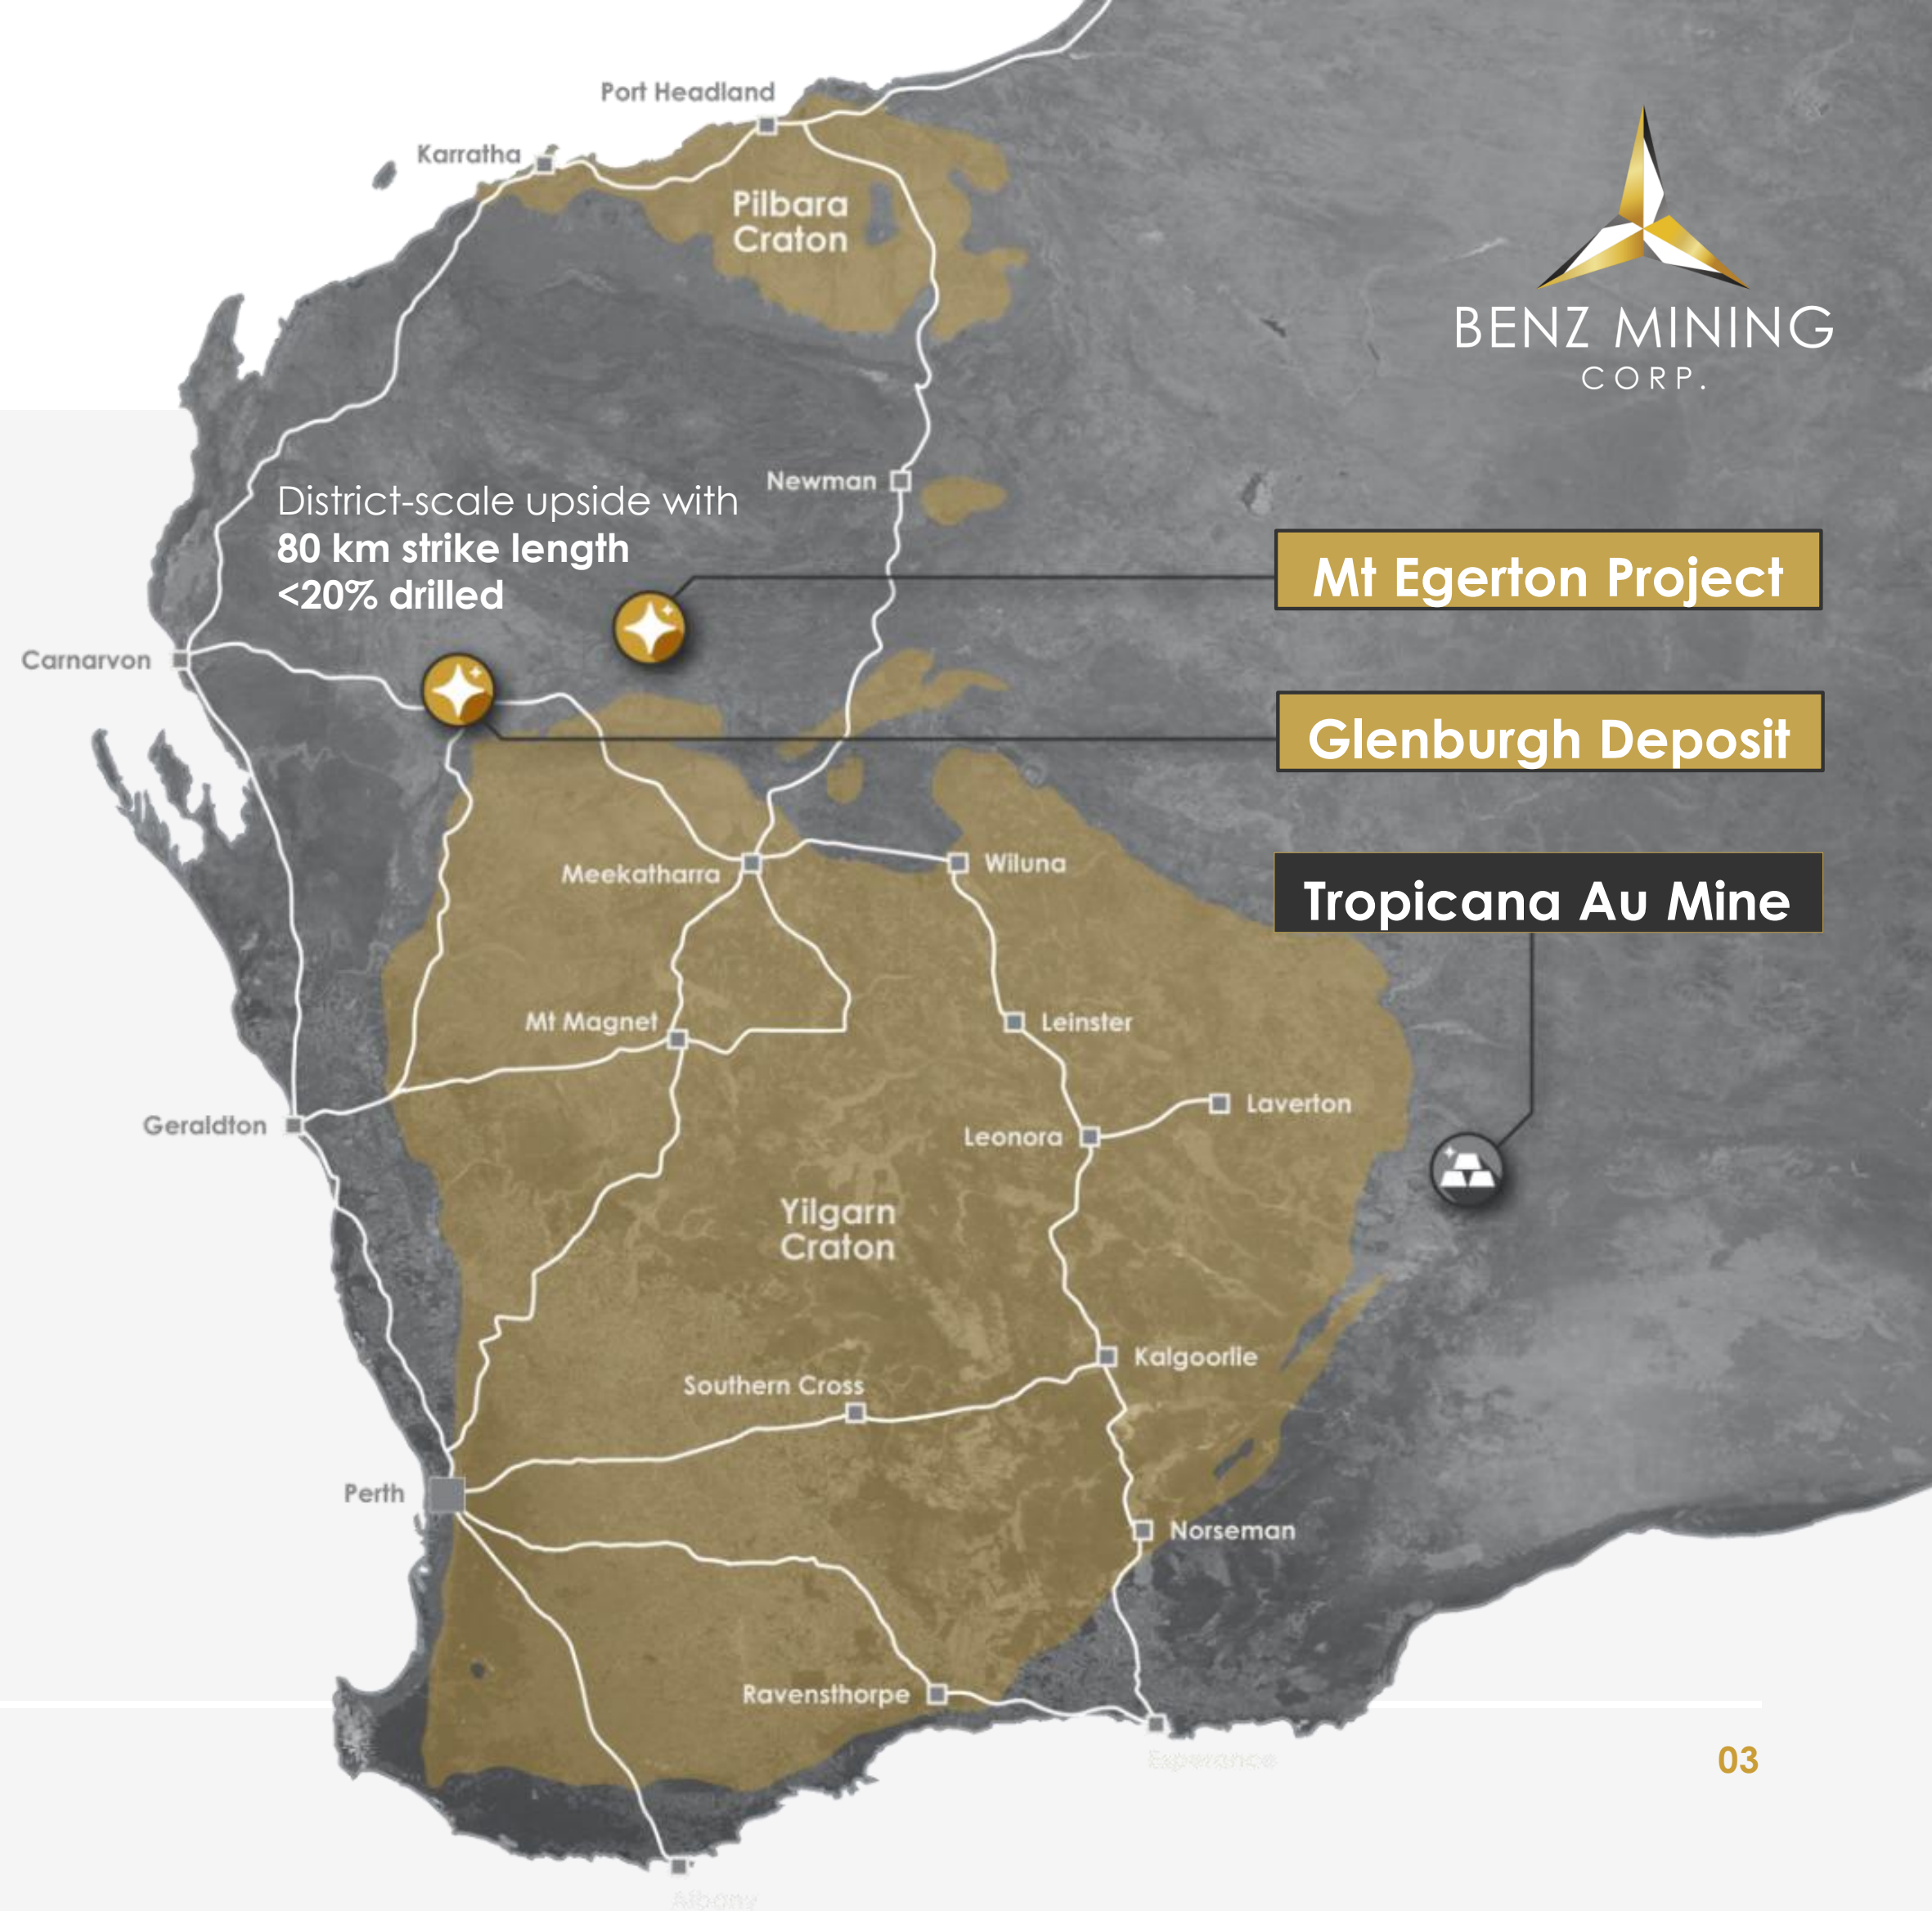 Port Headland
Karratha
Pilbara
Craton
BENZ MINING
CORP.
Newman
District-scale upside with
80 km strike length
<20% drilled
Mt Egerton Project
Carnarvon
Glenburgh Deposit
Meekatharra
Wiluna
Tropicana Au Mine
Mt Magnet
Leinster
Laverton
Geraldton
Leonora
Yilgarn
Craton
Kalgoorlie
Southern Cross
Perth
Norseman
Ravensthorpe
Esperance
03
Albany